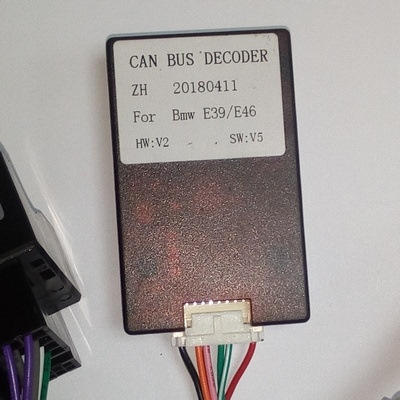 CAN BUS DECODER
ZH 20180411
For Bmw E39/E46
HW:V2 SW:V5